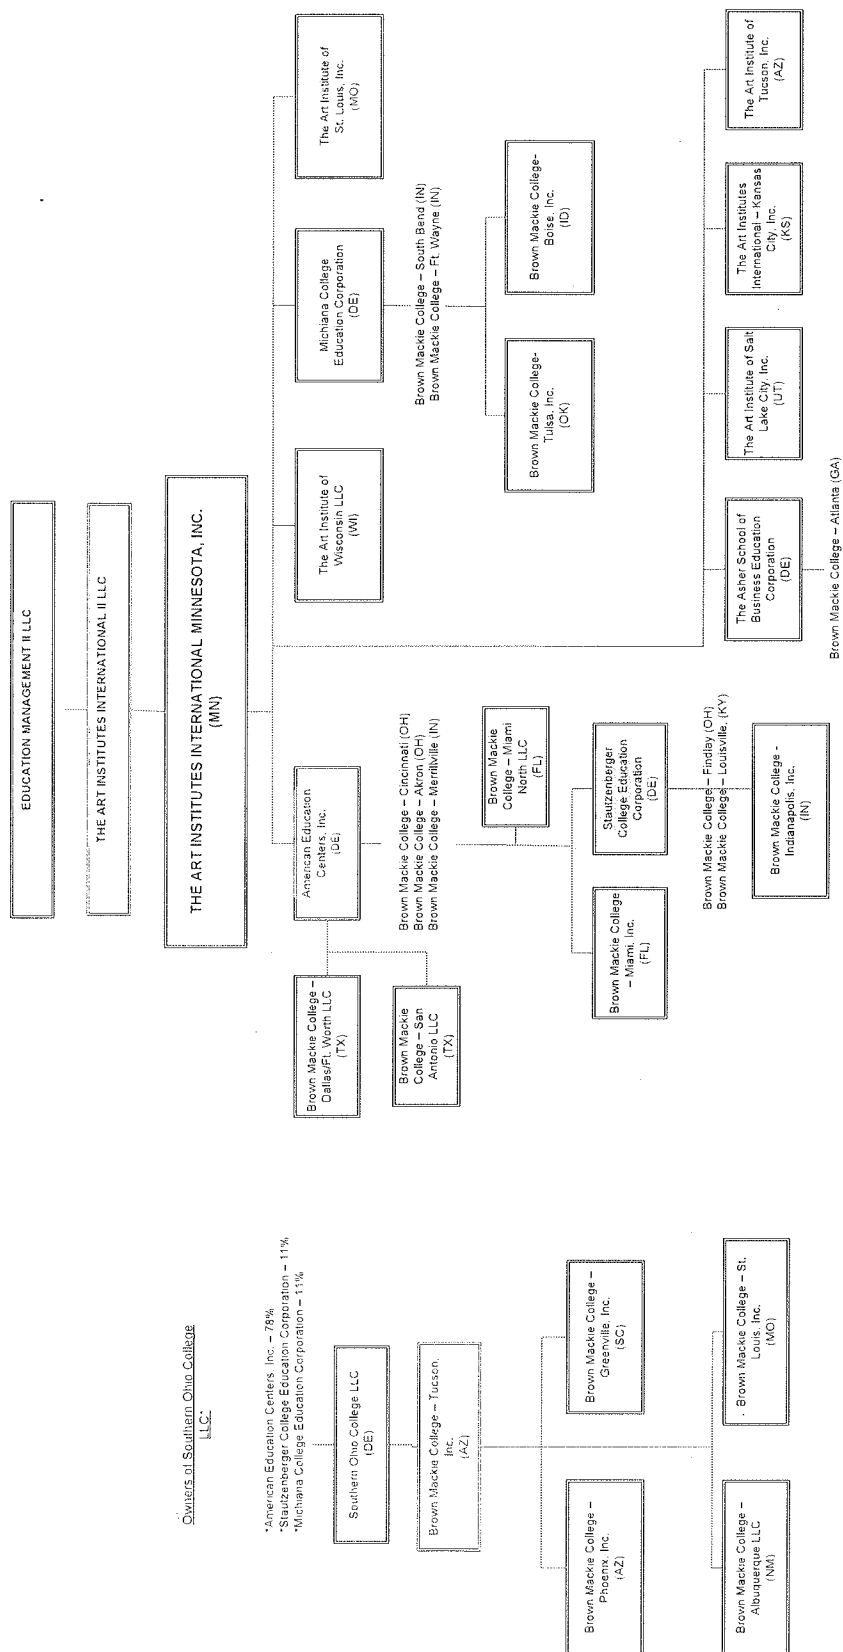 EDUCATION MANAGEMENT II LLC
THE ART INSTITUTES INTERNATIONAL II LLC
THE ART INSTITUTES INTERNATIONAL MINNESOTA, INC.
(MN)
American Education
Centers, Inc.
(DE)
The Art Institute of
Wisconsin LLC
(WI)
Michiana College
Education Corporation
(DE)
The Art Institute of
St. Louis, Inc.
(MO)
Brown Mackie College –
Dallas/Ft. Worth LLC
(TX)
Brown Mackie
College – San
Antonio LLC
(TX)
Brown Mackie College – Cincinnati (OH)
Brown Mackie College – Akron (OH)
Brown Mackie College – Merrillville (IN)
Brown Mackie
College – Miami
North LLC
(FL)
Brown Mackie College
– Miami, Inc.
(FL)
Stautzenberger
College Education
Corporation
(DE)
Brown Mackie College – Findlay (OH)
Brown Mackie College – Louisville, (KY)
Brown Mackie College -
Indianapolis, Inc.
(IN)
Brown Mackie College – South Bend (IN)
Brown Mackie College – Ft. Wayne (IN)
Brown Mackie College-
Tulsa, Inc.
(OK)
Brown Mackie College-
Boise, Inc.
(ID)
The Asher School of
Business Education
Corporation
(DE)
Brown Mackie College – Atlanta (GA)
The Art Institute of Salt
Lake City, Inc.
(UT)
The Art Institutes
International – Kansas
City, Inc.
(KS)
The Art Institute of
Tucson, Inc.
(AZ)
Owners of Southern Ohio College
LLC*
*American Education Centers, Inc. – 78%
*Stautzenberger College Education Corporation – 11%
*Michiana College Education Corporation – 11%
Southern Ohio College LLC
(DE)
Brown Mackie College – Tucson,
Inc.
(AZ)
Brown Mackie College –
Phoenix, Inc.
(AZ)
Brown Mackie College –
Greenville, Inc.
(SC)
Brown Mackie College –
Albuquerque LLC
(NM)
Brown Mackie College – St.
Louis, Inc.
(MO)